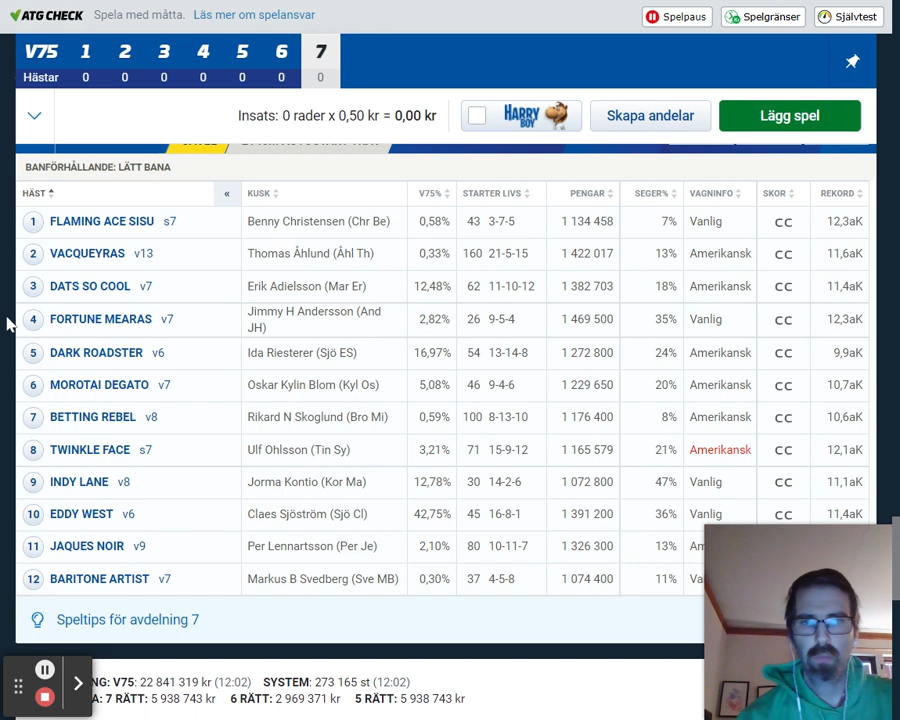 ATG CHECK Spela med måtta. Läs mer om spelansvar Spelpaus Spelgränser Självtest
V75 1 2 3 4 5 6 7
Hästar 0 0 0 0 0 0 0
Insats: 0 rader x 0,50 kr = 0,00 kr HARRY BOY Skapa andelar Lägg spel
BANFÖRHÅLLANDE: LÄTT BANA
HÄST « KUSK V75% STARTER LIVS PENGAR SEGER% VAGNINFO SKOR REKORD
1 FLAMING ACE SISU s7 Benny Christensen (Chr Be) 0,58% 43 3-7-5 1 134 458 7% Vanlig C C 12,3aK
2 VACQUEYRAS v13 Thomas Åhlund (Åhl Th) 0,33% 160 21-5-15 1 422 017 13% Amerikansk C C 11,6aK
3 DATS SO COOL v7 Erik Adielsson (Mar Er) 12,48% 62 11-10-12 1 382 703 18% Amerikansk C C 11,4aK
4 FORTUNE MEARAS v7 Jimmy H Andersson (And JH) 2,82% 26 9-5-4 1 469 500 35% Vanlig C C 12,3aK
5 DARK ROADSTER v6 Ida Riesterer (Sjö ES) 16,97% 54 13-14-8 1 272 800 24% Amerikansk C C 9,9aK
6 MOROTAI DEGATO v7 Oskar Kylin Blom (Kyl Os) 5,08% 46 9-4-6 1 229 650 20% Amerikansk C C 10,7aK
7 BETTING REBEL v8 Rikard N Skoglund (Bro Mi) 0,59% 100 8-13-10 1 176 400 8% Amerikansk C C 10,6aK
8 TWINKLE FACE s7 Ulf Ohlsson (Tin Sy) 3,21% 71 15-9-12 1 165 579 21% Amerikansk C C 12,1aK
9 INDY LANE v8 Jorma Kontio (Kor Ma) 12,78% 30 14-2-6 1 072 800 47% Vanlig C C 11,1aK
10 EDDY WEST v6 Claes Sjöström (Sjö Cl) 42,75% 45 16-8-1 1 391 200 36% Vanlig C C 11,4aK
11 JAQUES NOIR v9 Per Lennartsson (Per Je) 2,10% 80 10-11-7 1 326 300 13% Am
12 BARITONE ARTIST v7 Markus B Svedberg (Sve MB) 0,30% 37 4-5-8 1 074 400 11% Va
Speltips för avdelning 7
NG: V75: 22 841 319 kr (12:02) SYSTEM: 273 165 st (12:02)
A: 7 RÄTT: 5 938 743 kr 6 RÄTT: 2 969 371 kr 5 RÄTT: 5 938 743 kr